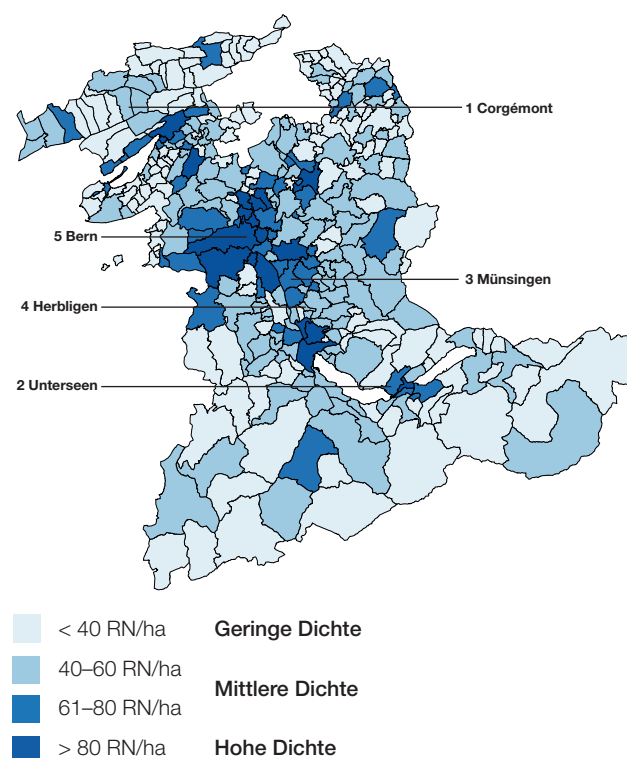 1 Corgémont
5 Bern
3 Münsingen
4 Herbligen
2 Unterseen
< 40 RN/ha Geringe Dichte
40–60 RN/ha
Mittlere Dichte
61–80 RN/ha
> 80 RN/ha Hohe Dichte